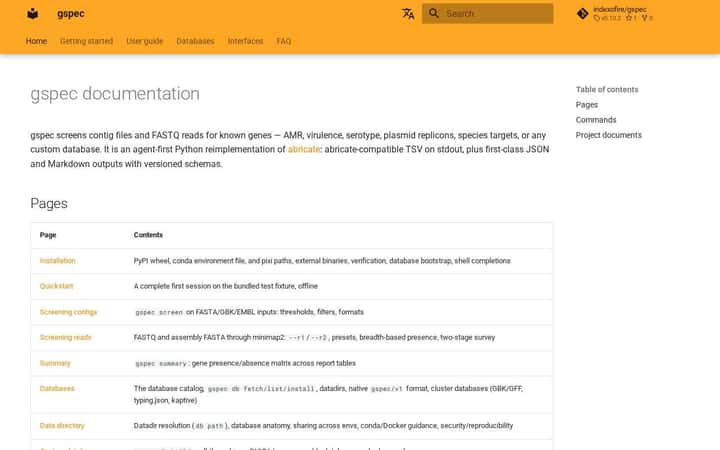 gspec
Search
indexofire/gspec
v0.10.2 1 0
Home Getting started User guide Databases Interfaces FAQ
gspec documentation
gspec screens contig files and FASTQ reads for known genes — AMR, virulence, serotype, plasmid replicons, species targets, or any
custom database. It is an agent-first Python reimplementation of abricate: abricate-compatible TSV on stdout, plus first-class JSON
and Markdown outputs with versioned schemas.
Table of contents
Pages
Commands
Project documents
Pages
Page Contents
Installation PyPI wheel, conda environment file, and pixi paths, external binaries, verification, database bootstrap, shell completions
Quickstart A complete first session on the bundled test fixture, offline
Screening contigs gspec screen on FASTA/GBK/EMBL inputs: thresholds, filters, formats
Screening reads FASTQ and assembly FASTA through minimap2: --r1/--r2, presets, breadth-based presence, two-stage survey
Summary gspec summary: gene presence/absence matrix across report tables
Databases The database catalog, gspec db fetch/list/install, datadirs, native gspec/v1 format, cluster databases (GBK/GFF,
typing.json, kaptive)
Data directory Datadir resolution (db path), database anatomy, sharing across envs, conda/Docker guidance, security/reproducibility